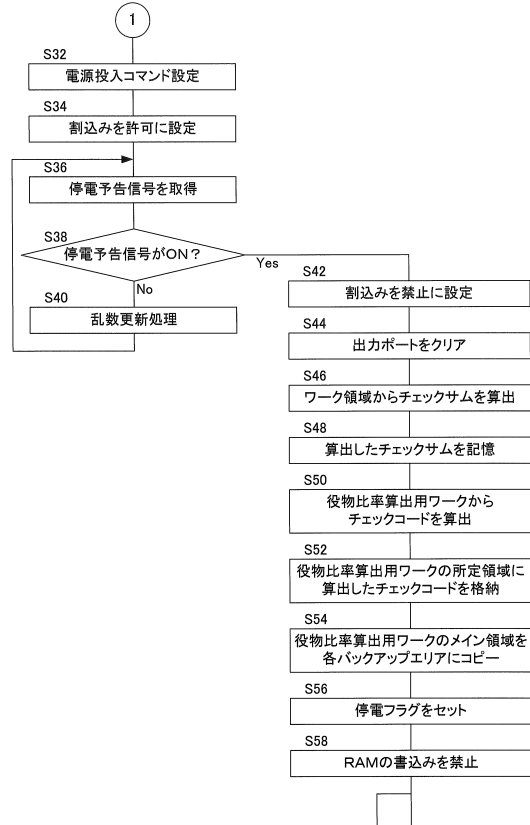 1
S32
電源投入コマンド設定
S34
割込みを許可に設定
S36
停電予告信号を取得
S38
停電予告信号がON？
Yes
No
S40
乱数更新処理
S42
割込みを禁止に設定
S44
出力ポートをクリア
S46
ワーク領域からチェックサムを算出
S48
算出したチェックサムを記憶
S50
役物比率算出用ワークから
チェックコードを算出
S52
役物比率算出用ワークの所定領域に
算出したチェックコードを格納
S54
役物比率算出用ワークのメイン領域を
各バックアップエリアにコピー
S56
停電フラグをセット
S58
RAMの書込みを禁止